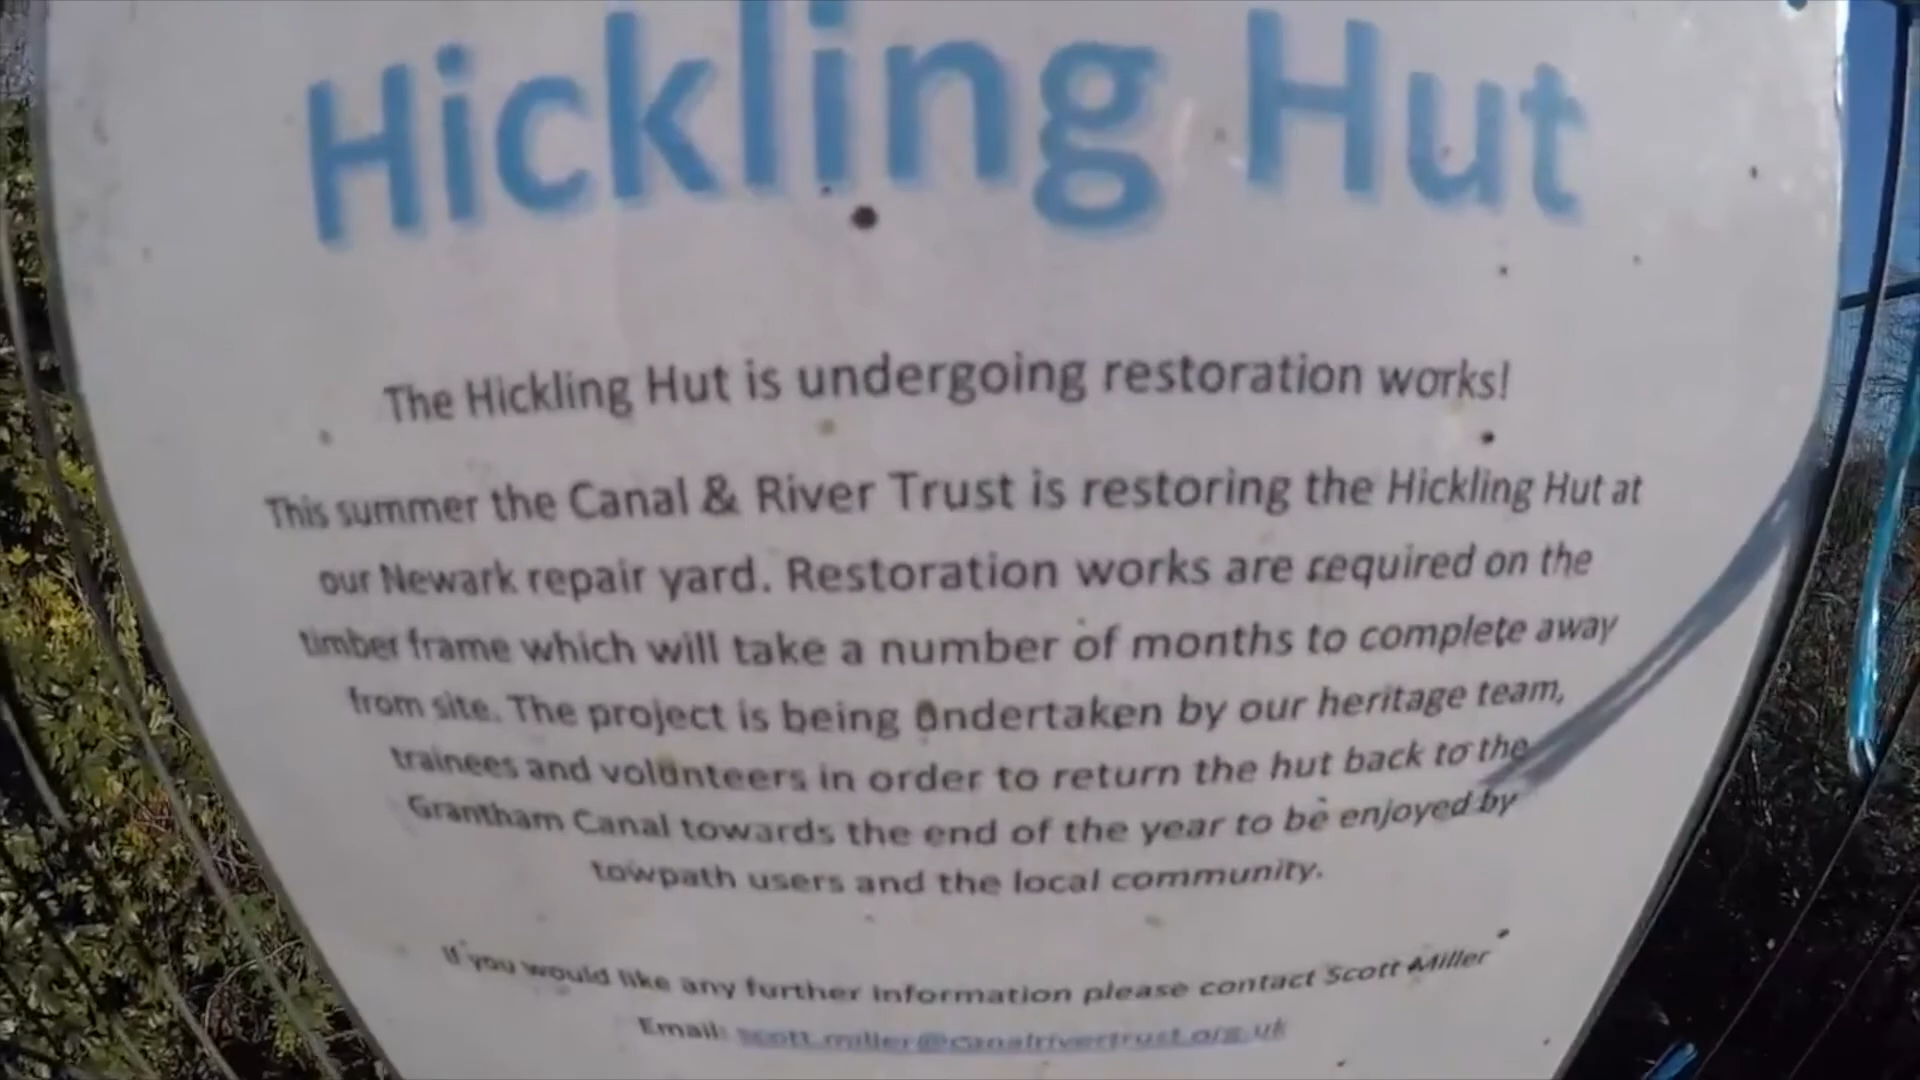 Hickling Hut
The Hickling Hut is undergoing restoration works!
This summer the Canal & River Trust is restoring the Hickling Hut at
our Newark repair yard. Restoration works are required on the
timber frame which will take a number of months to complete away
from site. The project is being undertaken by our heritage team,
trainees and volunteers in order to return the hut back to the
Grantham Canal towards the end of the year to be enjoyed by
towpath users and the local community.
If you would like any further information please contact Scott Miller
Email: scott.miller@canalrivertrust.org.uk